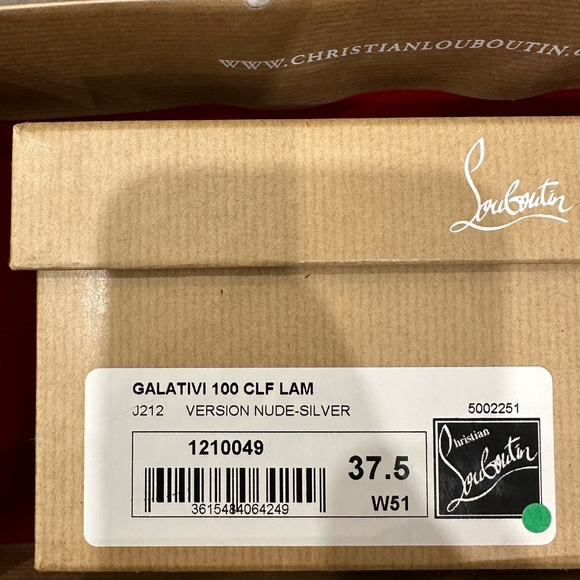 WWW.CHRISTIANLOUBOUTIN.
Louboutin
GALATIVI 100 CLF LAM
J212 VERSION NUDE-SILVER
5002251
1210049
37.5
3615484064249
W51
Christian
Louboutin